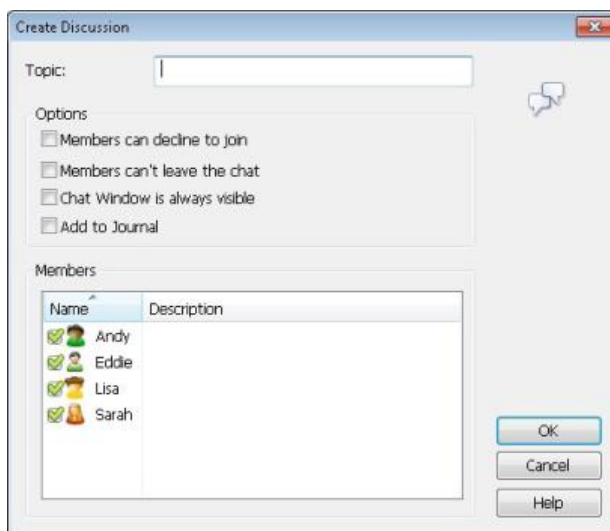 Create Discussion
Topic:
Options
Members can decline to join
Members can't leave the chat
Chat Window is always visible
Add to Journal
Members
Name Description
Andy
Eddie
Lisa
Sarah
OK
Cancel
Help